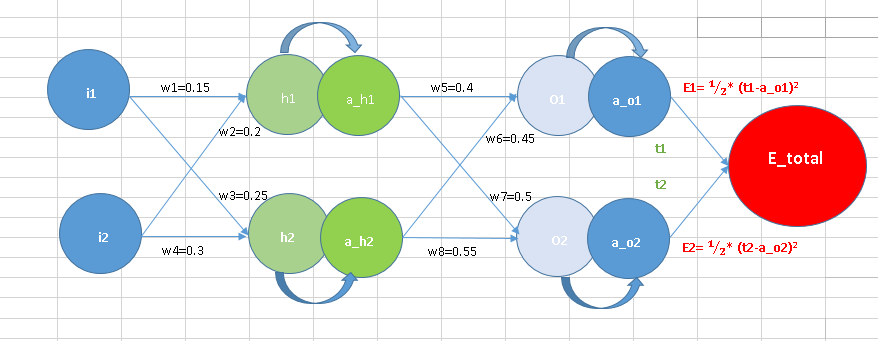 i1
w1=0.15
h1
a_h1
w5=0.4
O1
a_o1
E1= ½* (t1-a_o1)²
w2=0.2
w6=0.45
t1
E_total
t2
w3=0.25
w7=0.5
i2
w4=0.3
h2
a_h2
w8=0.55
O2
a_o2
E2= ½* (t2-a_o2)²